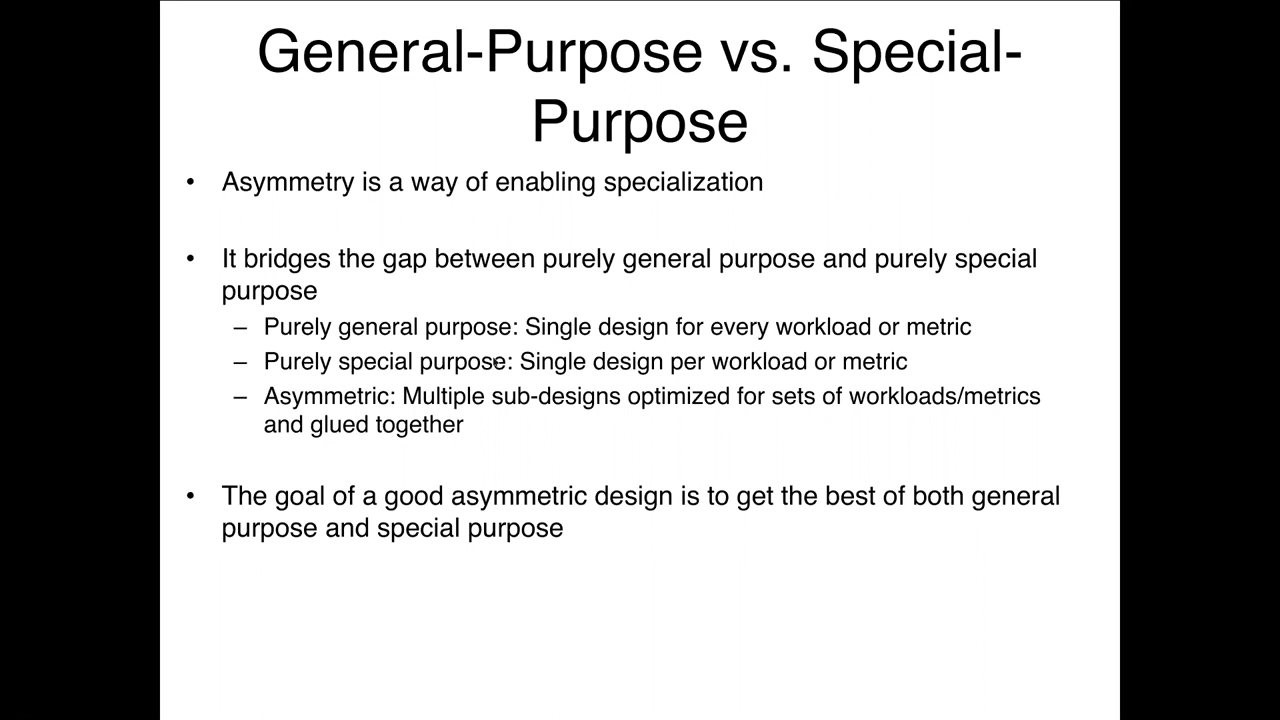 General-Purpose vs. Special-
Purpose
• Asymmetry is a way of enabling specialization
• It bridges the gap between purely general purpose and purely special
purpose
– Purely general purpose: Single design for every workload or metric
– Purely special purpose: Single design per workload or metric
– Asymmetric: Multiple sub-designs optimized for sets of workloads/metrics
and glued together
• The goal of a good asymmetric design is to get the best of both general
purpose and special purpose